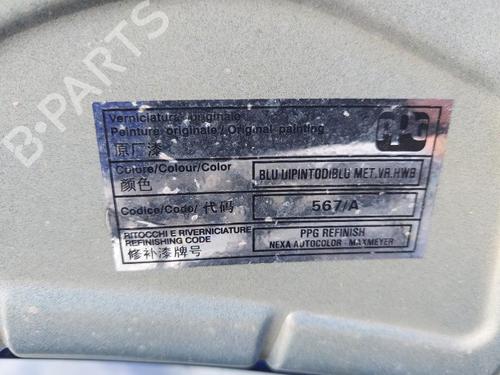 B-PARTS
Verniciatura originale
Peinture originale/Original painting
原厂漆
PPG
Colore/Colour/Color
颜色
BLU DIPINTODIBLU MET.VR.HWB
Codice/Code/代码
567/A
RITOCCHI E RIVERNICIATURE
REFINISHING CODE
修补漆牌号
PPG REFINISH
NEXA AUTOCOLOR - MAXMEYER